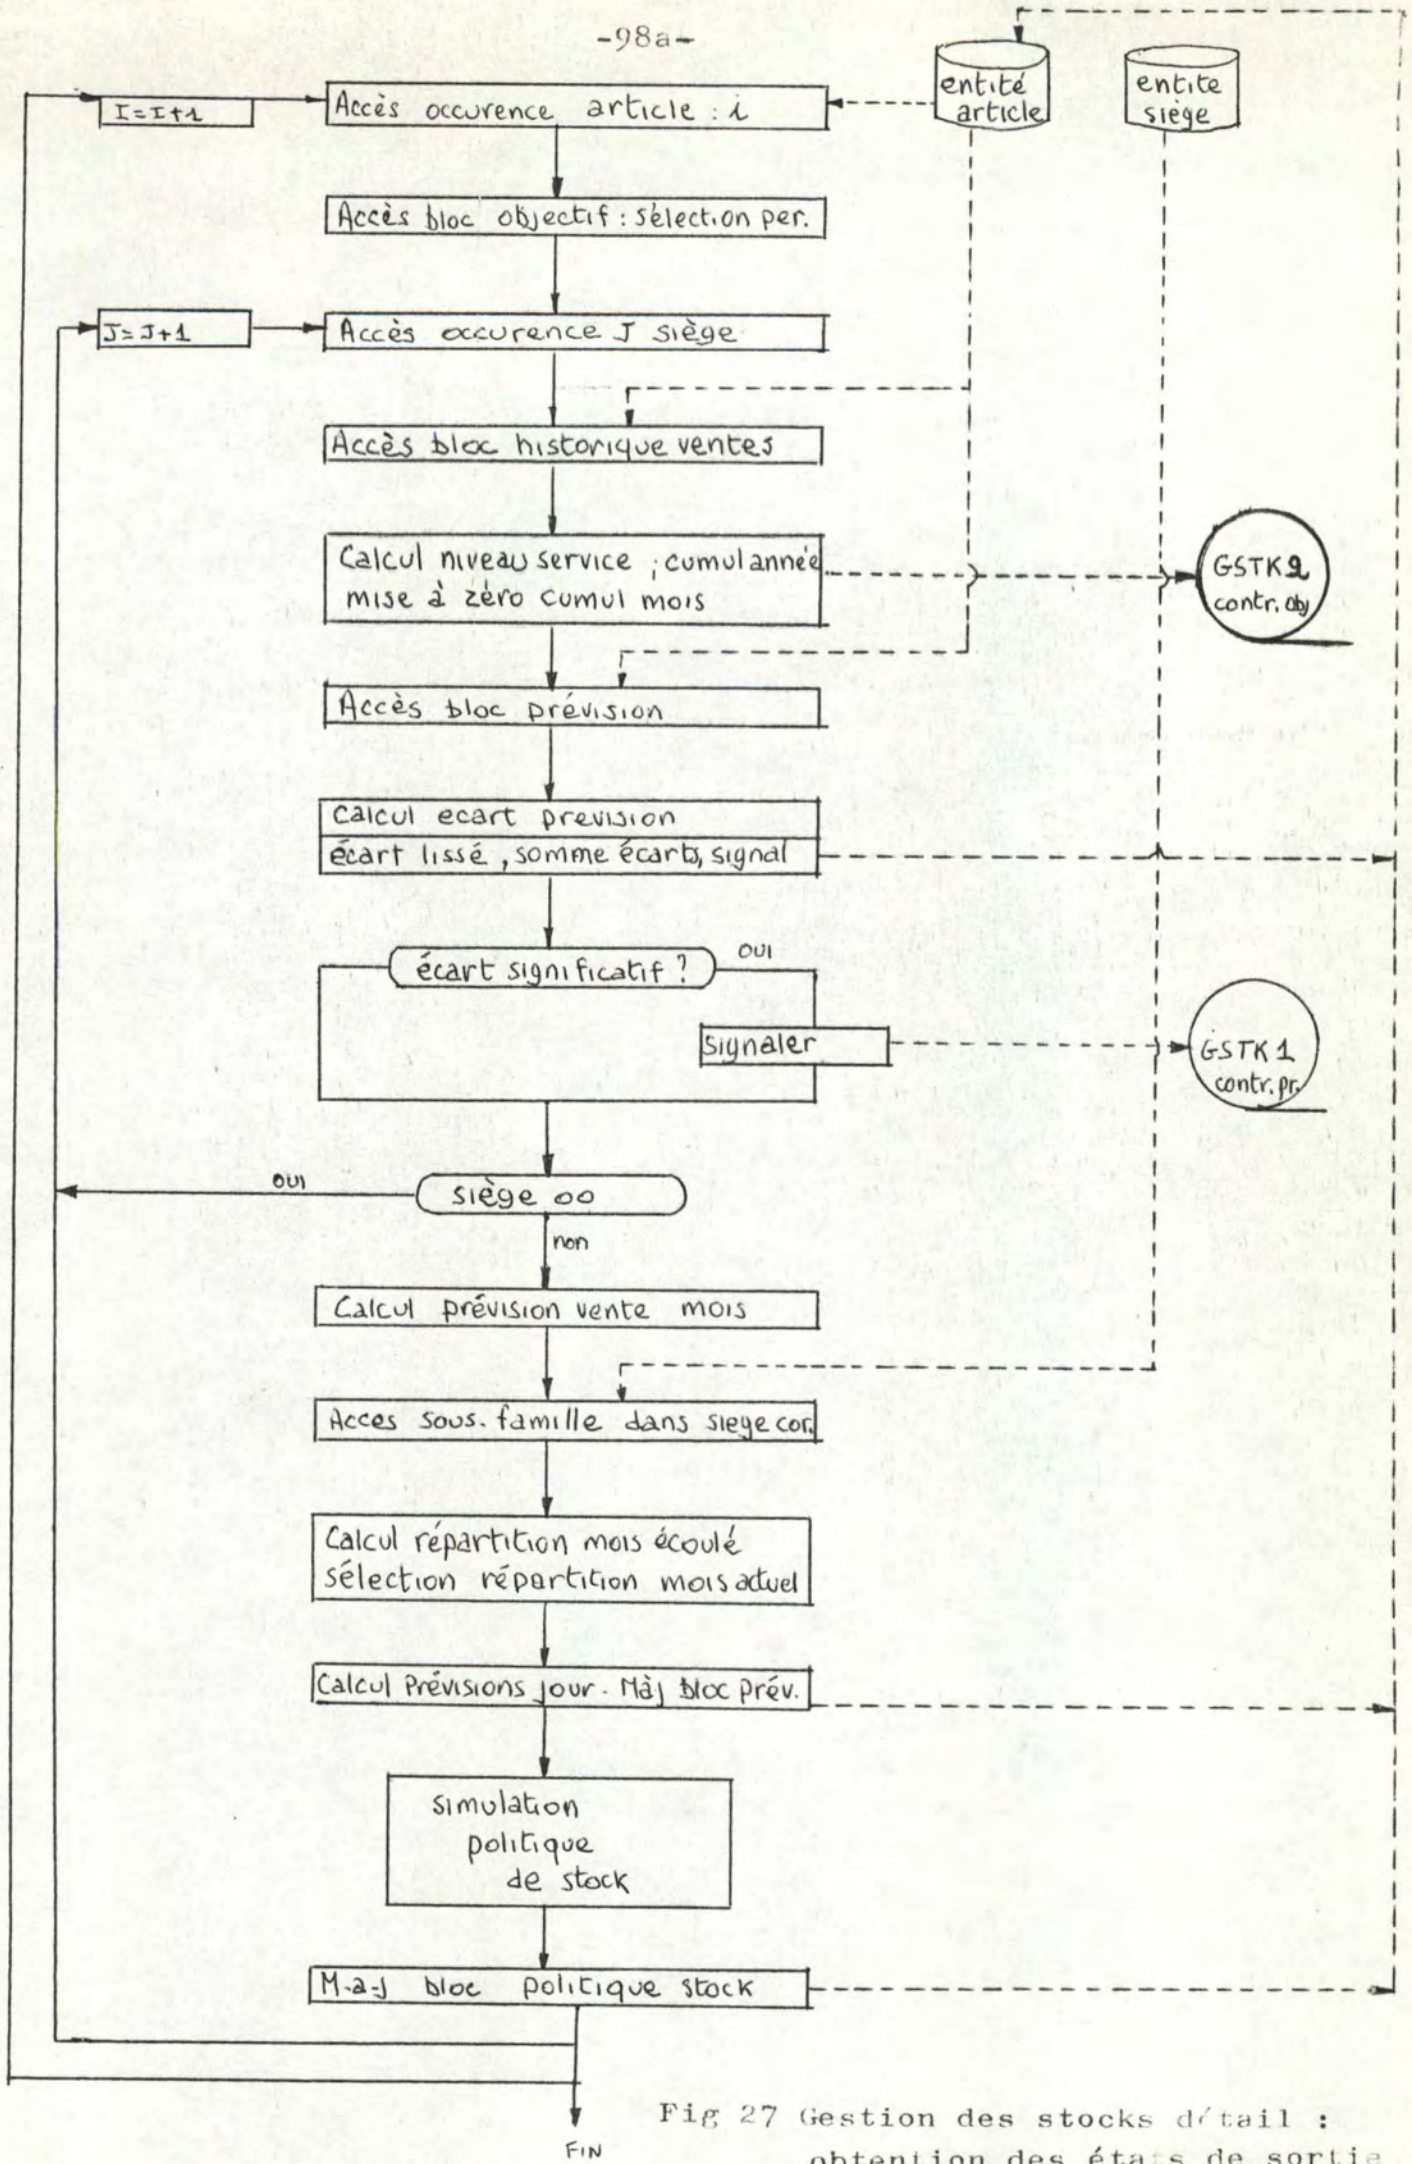 -98a-
entité
article
entite
siège
I=I+1
Accès occurence article : i
Accès bloc objectif : sélection per.
J=J+1
Accès occurence J siège
Accès bloc historique ventes
Calcul niveau service ; cumul année
mise à zéro cumul mois
GSTK2
contr. Obj
Accès bloc prévision
Calcul ecart prevision
écart lissé, somme écarts, signal
écart significatif ?
OUI
signaler
GSTK1
contr. pr.
OUI
siège 00
non
Calcul prévision vente mois
Acces sous-famille dans siege cor.
Calcul répartition mois écoulé
sélection répartition mois actuel
Calcul Prévisions jour. Màj bloc Prév.
simulation
politique
de stock
M-a-J bloc politique stock
Fig 27 Gestion des stocks détail :
obtention des états de sortie
FIN